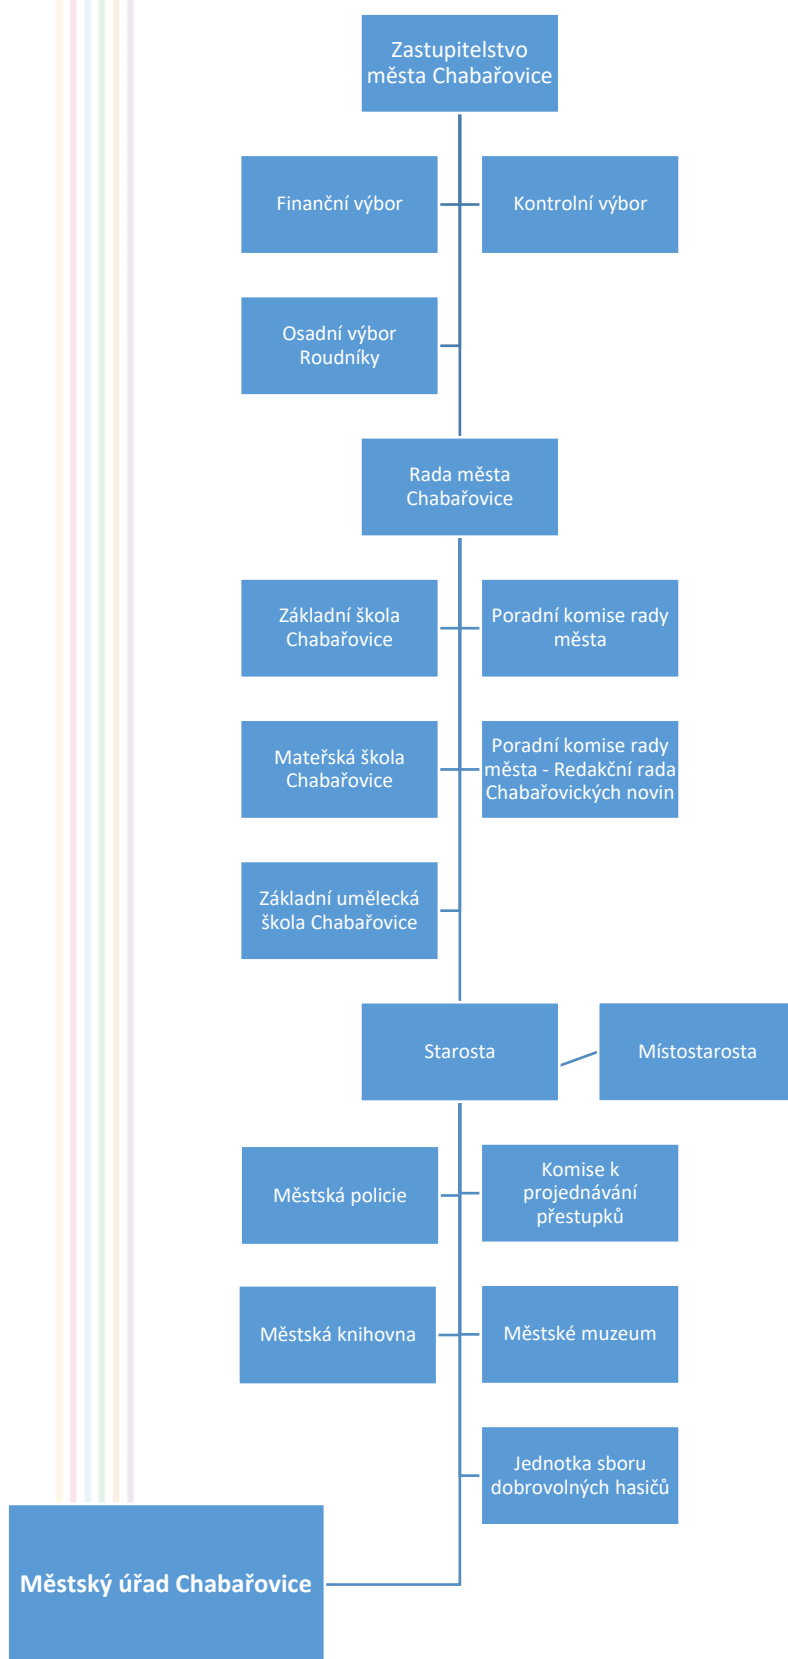 Zastupitelstvo
města Chabařovice
Finanční výbor
Kontrolní výbor
Osadní výbor
Roudníky
Rada města
Chabařovice
Základní škola
Chabařovice
Poradní komise rady
města
Mateřská škola
Chabařovice
Poradní komise rady
města - Redakční rada
Chabařovických novin
Základní umělecká
škola Chabařovice
Starosta
Místostarosta
Městská policie
Komise k
projednávání
přestupků
Městská knihovna
Městské muzeum
Jednotka sboru
dobrovolných hasičů
Městský úřad Chabařovice